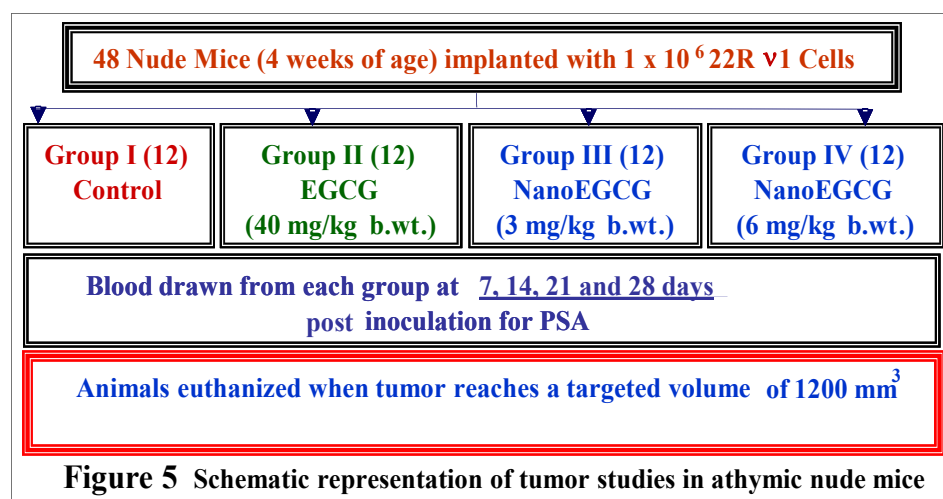 48 Nude Mice (4 weeks of age) implanted with 1 x 10 6 22R ν1 Cells
Group I (12)
Control
Group II (12)
EGCG
(40 mg/kg b.wt.)
Group III (12)
NanoEGCG
(3 mg/kg b.wt.)
Group IV (12)
NanoEGCG
(6 mg/kg b.wt.)
Blood drawn from each group at 7, 14, 21 and 28 days
post inoculation for PSA
Animals euthanized when tumor reaches a targeted volume of 1200 mm3
Figure 5 Schematic representation of tumor studies in athymic nude mice